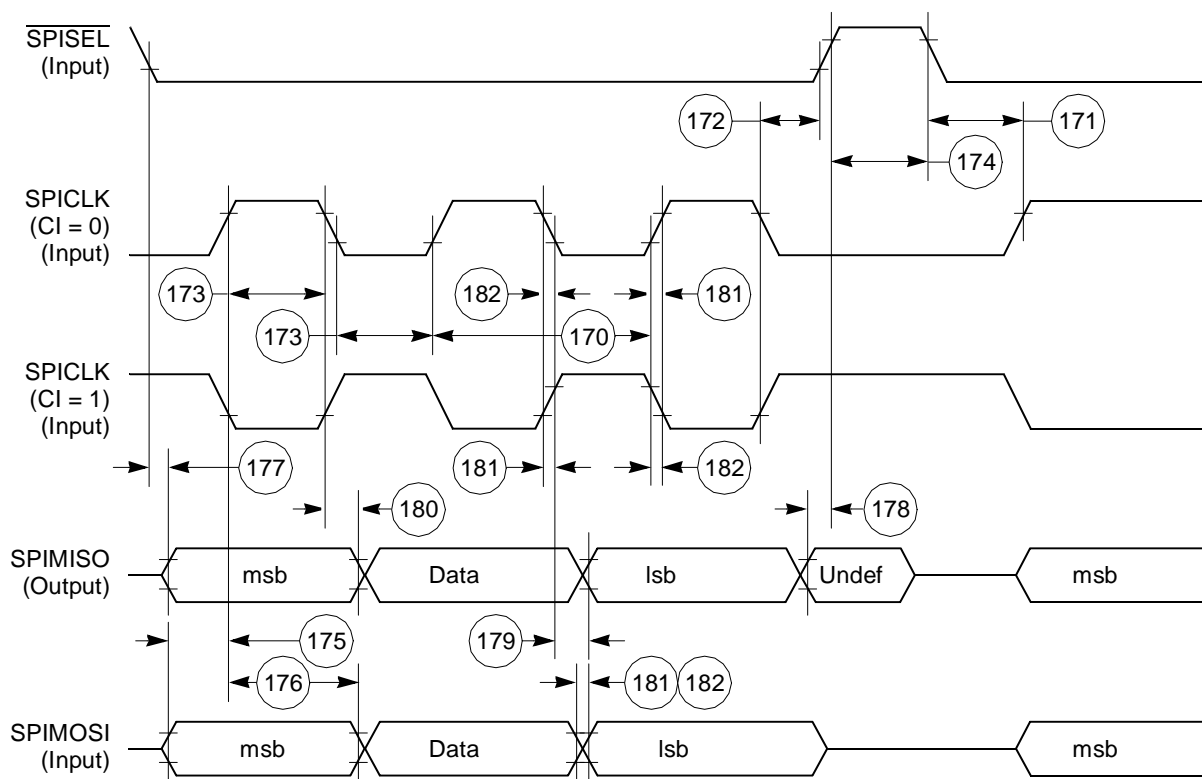 SPISEL
(Input)
172
171
174
SPICLK
(CI = 0)
(Input)
173
182
181
173
170
SPICLK
(CI = 1)
(Input)
177
181
182
180
178
SPIMISO
(Output)
msb
Data
lsb
Undef
msb
175
179
176
181
182
SPIMOSI
(Input)
msb
Data
lsb
msb